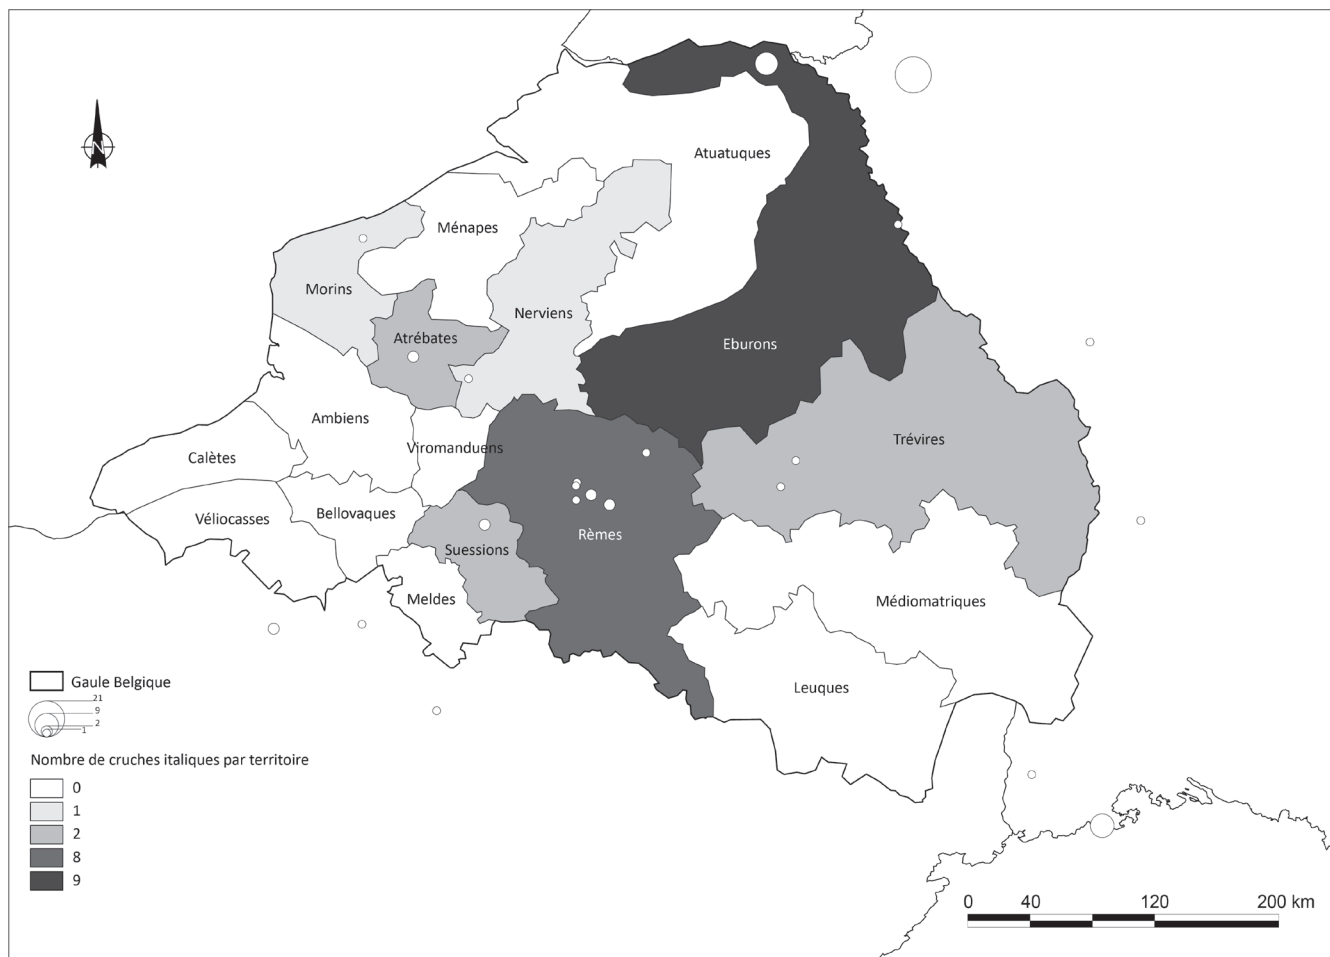 N
Atuatuques
Ménapes
Morins
Nerviens
Atrébates
Eburons
Ambiens
Trévires
Viromanduens
Calètes
Bellovaques
Véliocasses
Rèmes
Suessions
Meldes
Médiomatriques
Leuques
Gaule Belgique
21
9
2
1
Nombre de cruches italiques par territoire
0
1
2
8
9
0 40 120 200 km